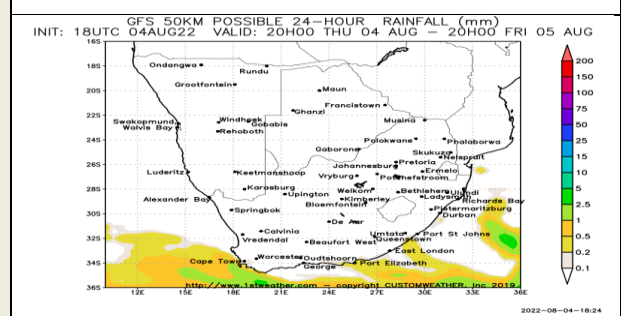 GFS 50KM POSSIBLE 24-HOUR RAINFALL (mm)
INIT: 18UTC 04AUG22 VALID: 20H00 THU 04 AUG - 20H00 FRI 05 AUG
16S
18S
20S
22S
24S
26S
28S
30S
32S
34S
36S
Ondangwa
Rundu
Grootfontein
Maun
Francistown
Ghanzi
Swakopmund
Windhoek
Gobabis
Musina
Walvis Bay
Rehoboth
Polokwane
Phalaborwa
Gaborone
Skukuza
Pretoria
Nelspruit
Johannesburg
Luderitz
Keetmanshoop
Vryburg
Potchefstroom
Ermelo
Karasburg
Upington
Welkom
Bethlehem
Ulundi
Alexander Bay
Kimberley
Ladysmith
Richards Bay
Springbok
Bloemfontein
Pietermaritzburg
Durban
De Aar
Calvinia
Vredendal
Umtata
Port St Johns
Beaufort West
Queenstown
East London
Cape Town
Worcester
Oudtshoorn
George
Port Elizabeth
http://www.1stweather.com - copyright CUSTOMWEATHER, Inc 2019
12E
15E
18E
21E
24E
27E
30E
33E
36E
200
150
100
75
50
25
15
10
5
2.5
1
0.5
0.2
0.1
2022-08-04-18:24